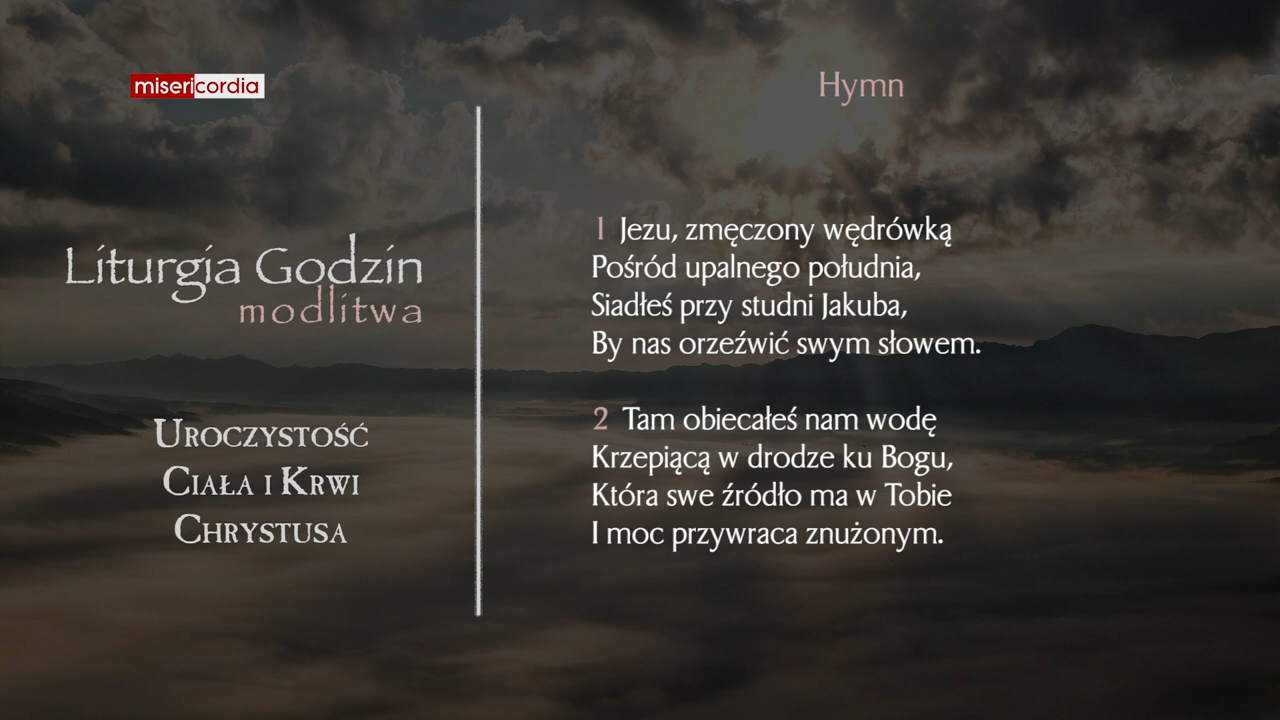 misericordia
Liturgia Godzin
modlitwa
Uroczystość
Ciała i Krwi
Chrystusa
Hymn
1 Jezu, zmęczony wędrówką
Pośród upalnego południa,
Siadłeś przy studni Jakuba,
By nas orzeźwić swym słowem.
2 Tam obiecałeś nam wodę
Krzepiącą w drodze ku Bogu,
Która swe źródło ma w Tobie
I moc przywraca znużonym.